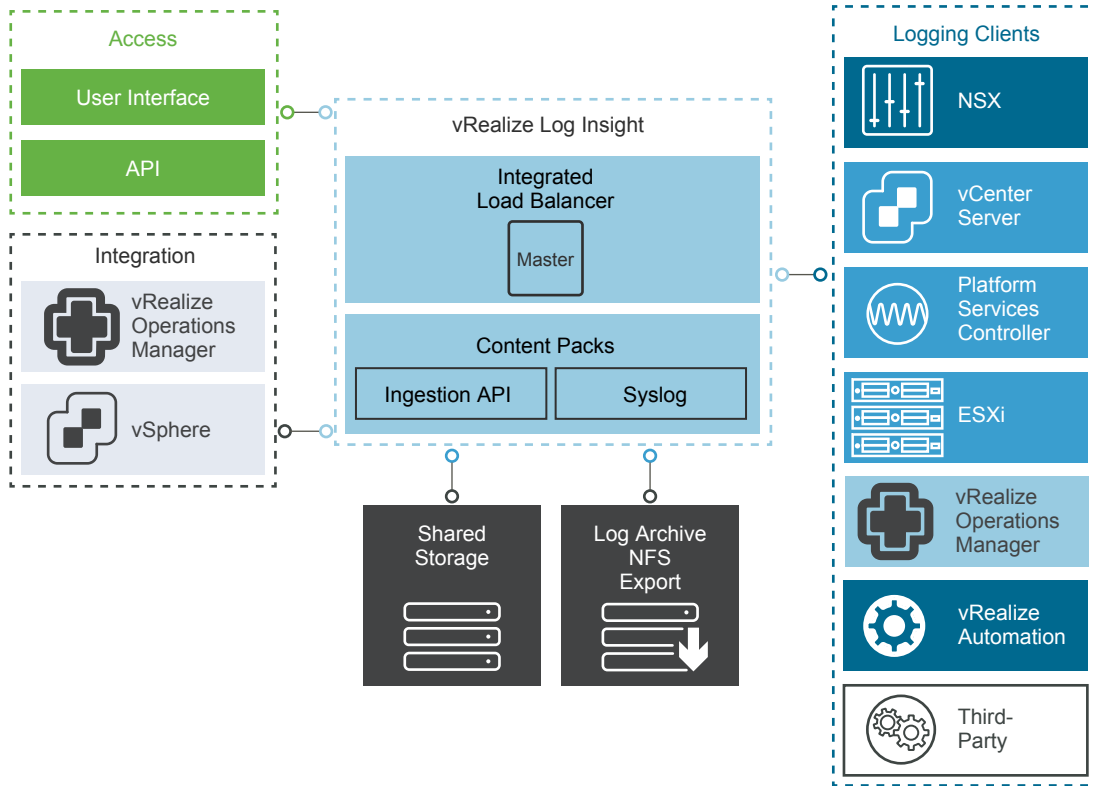 Access
User Interface
API
Integration
vRealize
Operations
Manager
vSphere
vRealize Log Insight
Integrated
Load Balancer
Master
Content Packs
Ingestion API
Syslog
Shared
Storage
Log Archive
NFS
Export
Logging Clients
NSX
vCenter
Server
Platform
Services
Controller
ESXi
vRealize
Operations
Manager
vRealize
Automation
Third-
Party